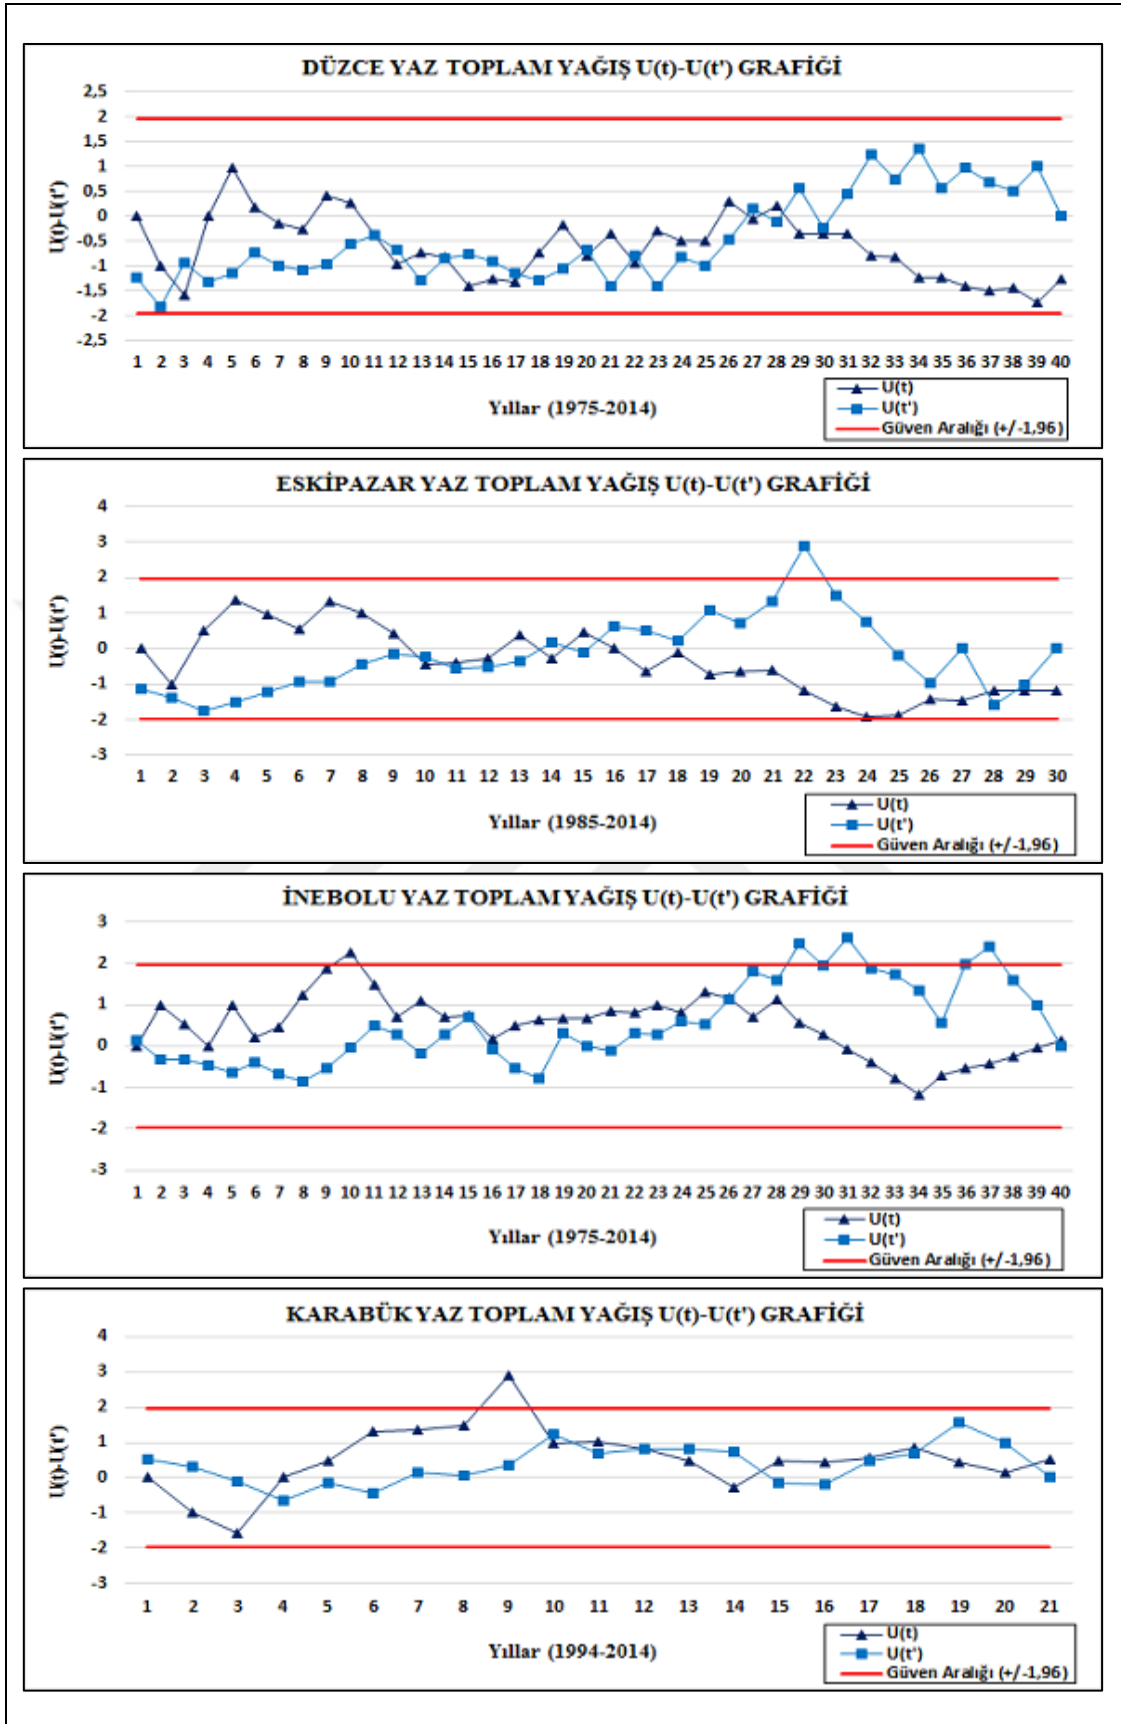 DÜZCE YAZ TOPLAM YAĞIŞ U(t)-U(t') GRAFİĞİ
2,5
2
1,5
1
0,5
0
-0,5
-1
-1,5
-2
-2,5
U(t)-U(t')
1 2 3 4 5 6 7 8 9 10 11 12 13 14 15 16 17 18 19 20 21 22 23 24 25 26 27 28 29 30 31 32 33 34 35 36 37 38 39 40
Yıllar (1975-2014)
U(t)
U(t')
Güven Aralığı (+/-1,96)
ESKİPAZAR YAZ TOPLAM YAĞIŞ U(t)-U(t') GRAFİĞİ
4
3
2
1
0
-1
-2
-3
U(t)-U(t')
1 2 3 4 5 6 7 8 9 10 11 12 13 14 15 16 17 18 19 20 21 22 23 24 25 26 27 28 29 30
Yıllar (1985-2014)
U(t)
U(t')
Güven Aralığı (+/-1,96)
İNEBOLU YAZ TOPLAM YAĞIŞ U(t)-U(t') GRAFİĞİ
3
2
1
0
-1
-2
-3
U(t)-U(t')
1 2 3 4 5 6 7 8 9 10 11 12 13 14 15 16 17 18 19 20 21 22 23 24 25 26 27 28 29 30 31 32 33 34 35 36 37 38 39 40
Yıllar (1975-2014)
U(t)
U(t')
Güven Aralığı (+/-1,96)
KARABÜK YAZ TOPLAM YAĞIŞ U(t)-U(t') GRAFİĞİ
4
3
2
1
0
-1
-2
-3
U(t)-U(t')
1 2 3 4 5 6 7 8 9 10 11 12 13 14 15 16 17 18 19 20 21
Yıllar (1994-2014)
U(t)
U(t')
Güven Aralığı (+/-1,96)